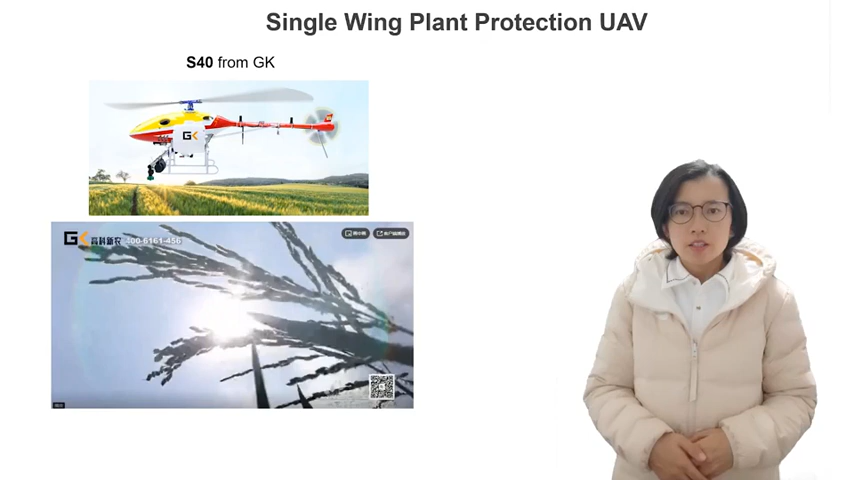 Single Wing Plant Protection UAV
S40 from GK
GK
GK 高科新农 400-6161-456